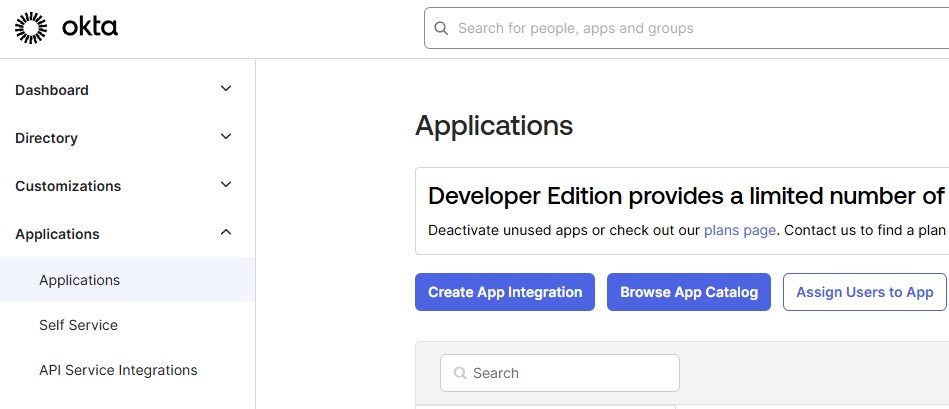 okta
Search for people, apps and groups
Dashboard
Directory
Customizations
Applications
Applications
Self Service
API Service Integrations
Applications
Developer Edition provides a limited number of
Deactivate unused apps or check out our plans page. Contact us to find a plan
Create App Integration
Browse App Catalog
Assign Users to App
Search